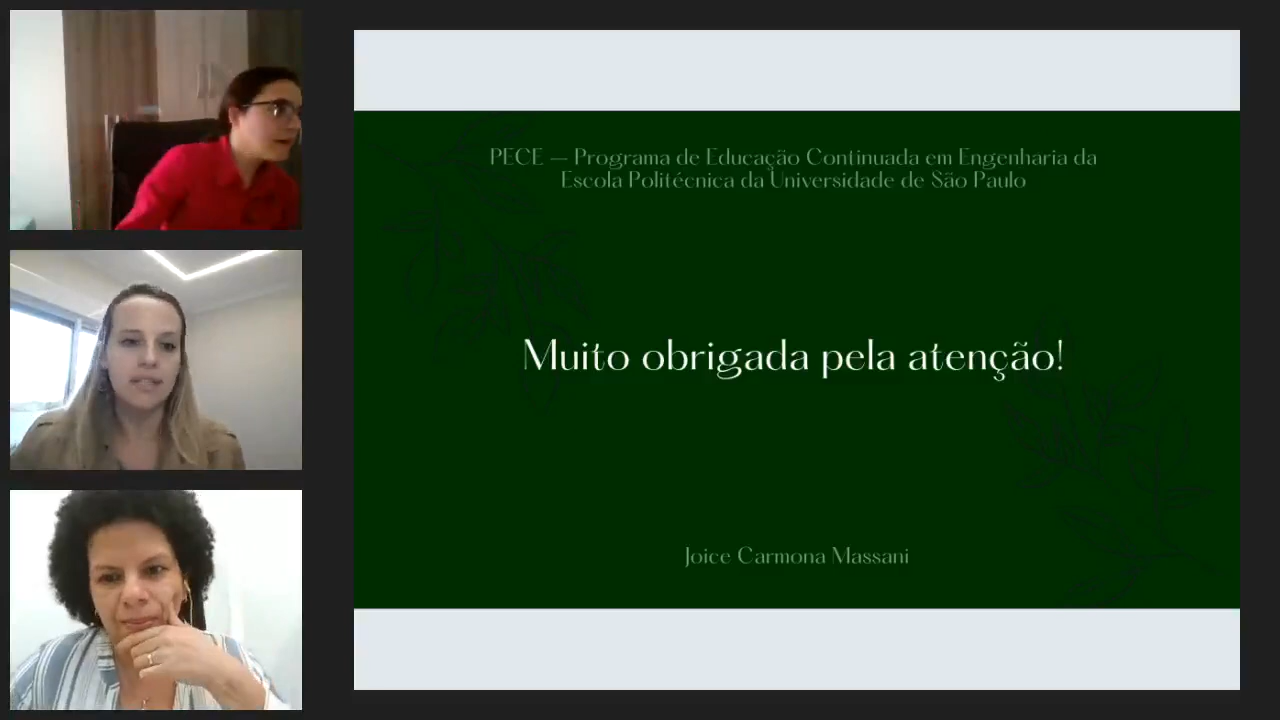 PECE — Programa de Educação Continuada em Engenharia da
Escola Politécnica da Universidade de São Paulo
Muito obrigada pela atenção!
Joice Carmona Massani